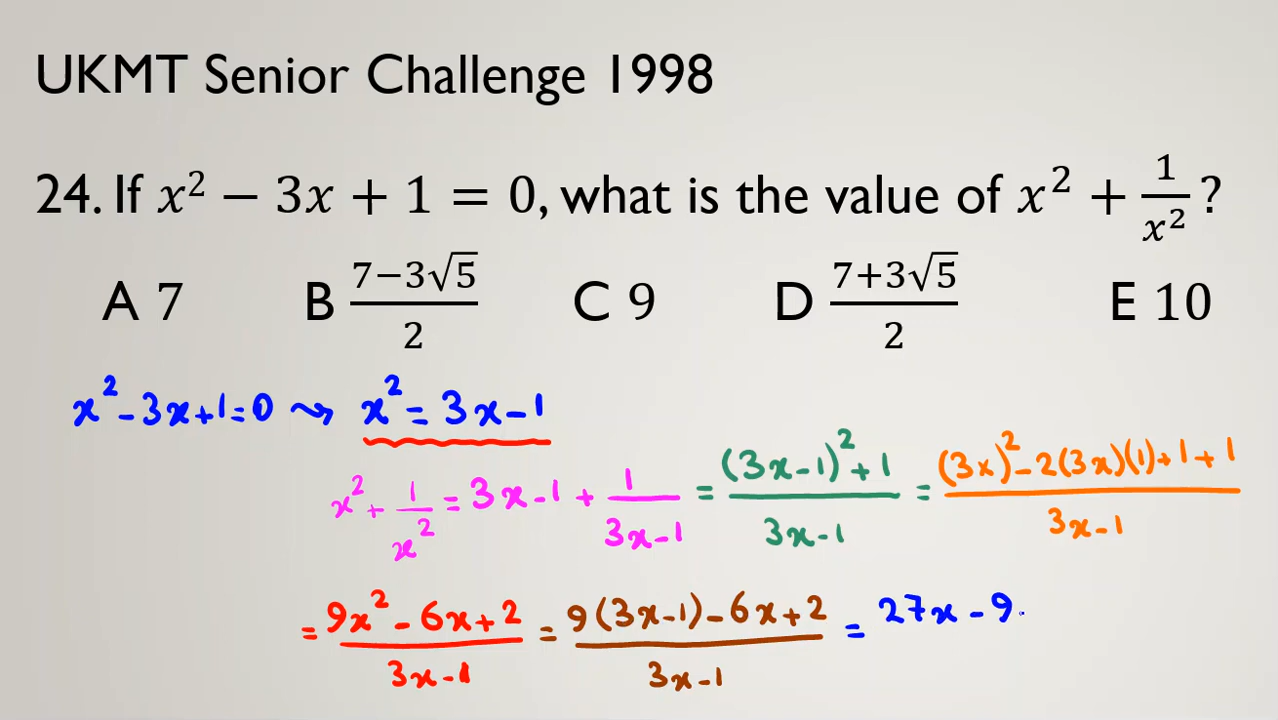 UKMT Senior Challenge 1998
24. If x² − 3x + 1 = 0, what is the value of x² + 1/x² ?
A 7 B (7−3√5)/2 C 9 D (7+3√5)/2 E 10
x² - 3x + 1 = 0 ⇝ x² = 3x - 1
x² + 1/x² = 3x - 1 + 1/(3x - 1) = ((3x - 1)² + 1)/(3x - 1) = ((3x)² - 2(3x)(1) + 1 + 1)/(3x - 1)
= (9x² - 6x + 2)/(3x - 1) = (9(3x - 1) - 6x + 2)/(3x - 1) = 27x - 9